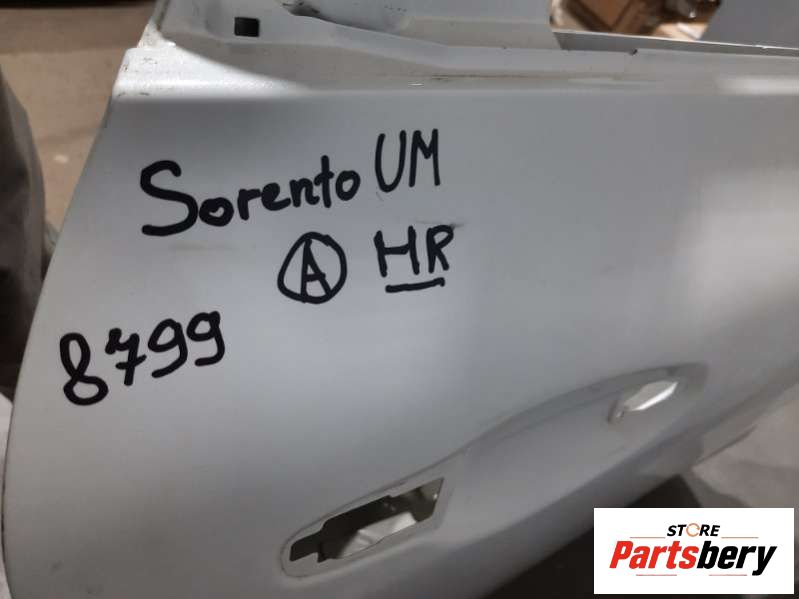 Sorento UM
A HR
8799
STORE
Partsbery